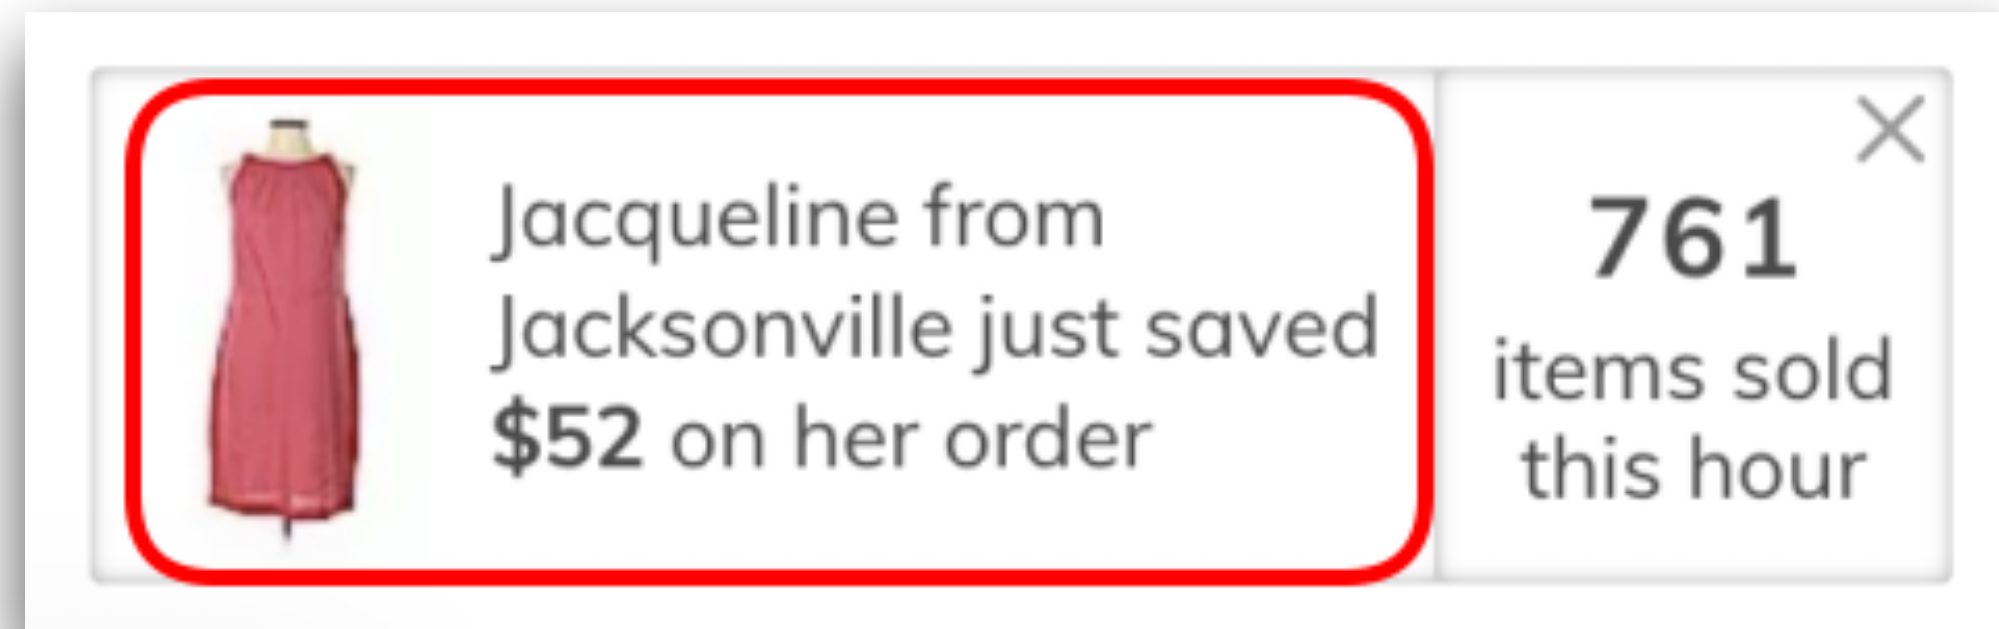 Jacqueline from
Jacksonville just saved
$52 on her order
761
items sold
this hour